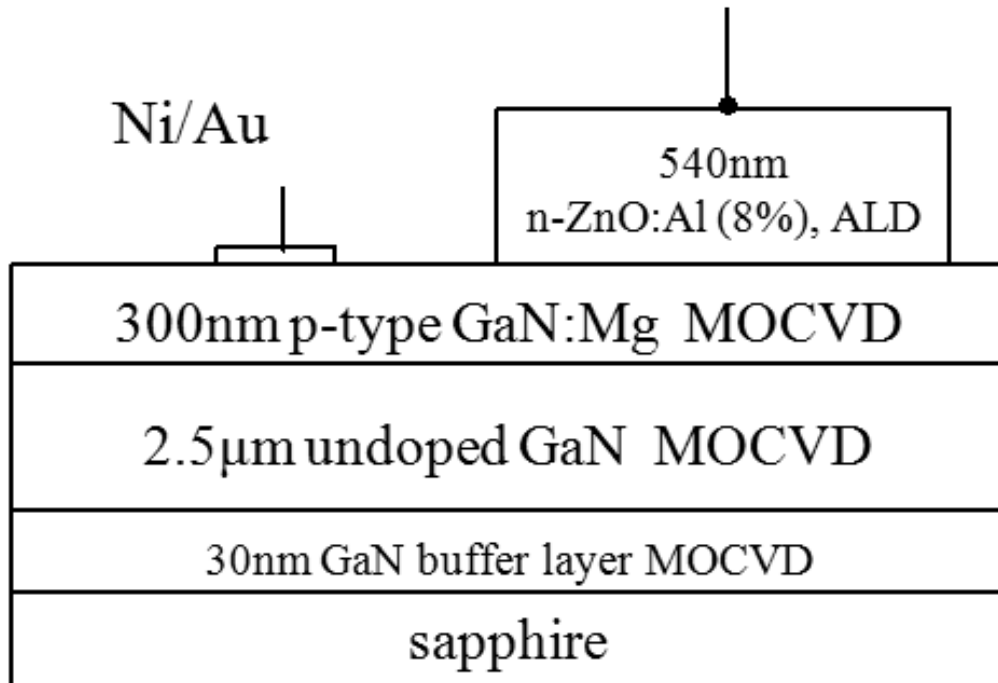 Ni/Au
540nm
n-ZnO:Al (8%), ALD
300nm p-type GaN:Mg MOCVD
2.5μm undoped GaN MOCVD
30nm GaN buffer layer MOCVD
sapphire